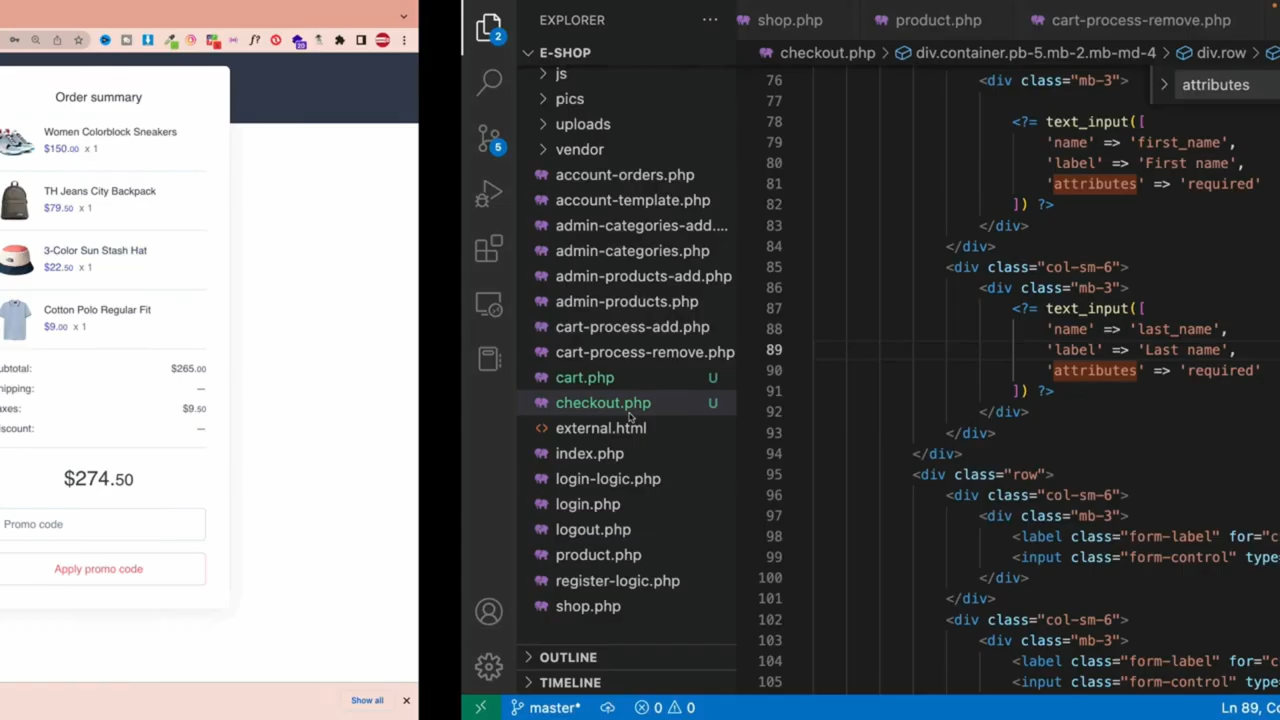 Order summary
Women Colorblock Sneakers
$150.00 x 1
TH Jeans City Backpack
$79.50 x 1
3-Color Sun Stash Hat
$22.50 x 1
Cotton Polo Regular Fit
$9.00 x 1
ubtotal: $265.00
hipping: —
axes: $9.50
iscount: —
$274.50
Promo code
Apply promo code
Show all
f?
20
2
5
EXPLORER
E-SHOP
js
pics
uploads
vendor
account-orders.php
account-template.php
admin-categories-add....
admin-categories.php
admin-products-add.php
admin-products.php
cart-process-add.php
cart-process-remove.php
cart.php U
checkout.php U
external.html
index.php
login-logic.php
login.php
logout.php
product.php
register-logic.php
shop.php
OUTLINE
TIMELINE
shop.php product.php cart-process-remove.php
checkout.php > div.container.pb-5.mb-2.mb-md-4 > div.row >
attributes
76 <div class="mb-3">
77
78 <?= text_input([
79 'name' => 'first_name',
80 'label' => 'First name',
81 'attributes' => 'required'
82 ]) ?>
83 </div>
84 </div>
85 <div class="col-sm-6">
86 <div class="mb-3">
87 <?= text_input([
88 'name' => 'last_name',
89 'label' => 'Last name',
90 'attributes' => 'required'
91 ]) ?>
92 </div>
93 </div>
94 </div>
95 <div class="row">
96 <div class="col-sm-6">
97 <div class="mb-3">
98 <label class="form-label" for="c
99 <input class="form-control" type
100 </div>
101 </div>
102 <div class="col-sm-6">
103 <div class="mb-3">
104 <label class="form-label" for="c
105 <input class="form-control" type
master* 0 0 Ln 89, Co